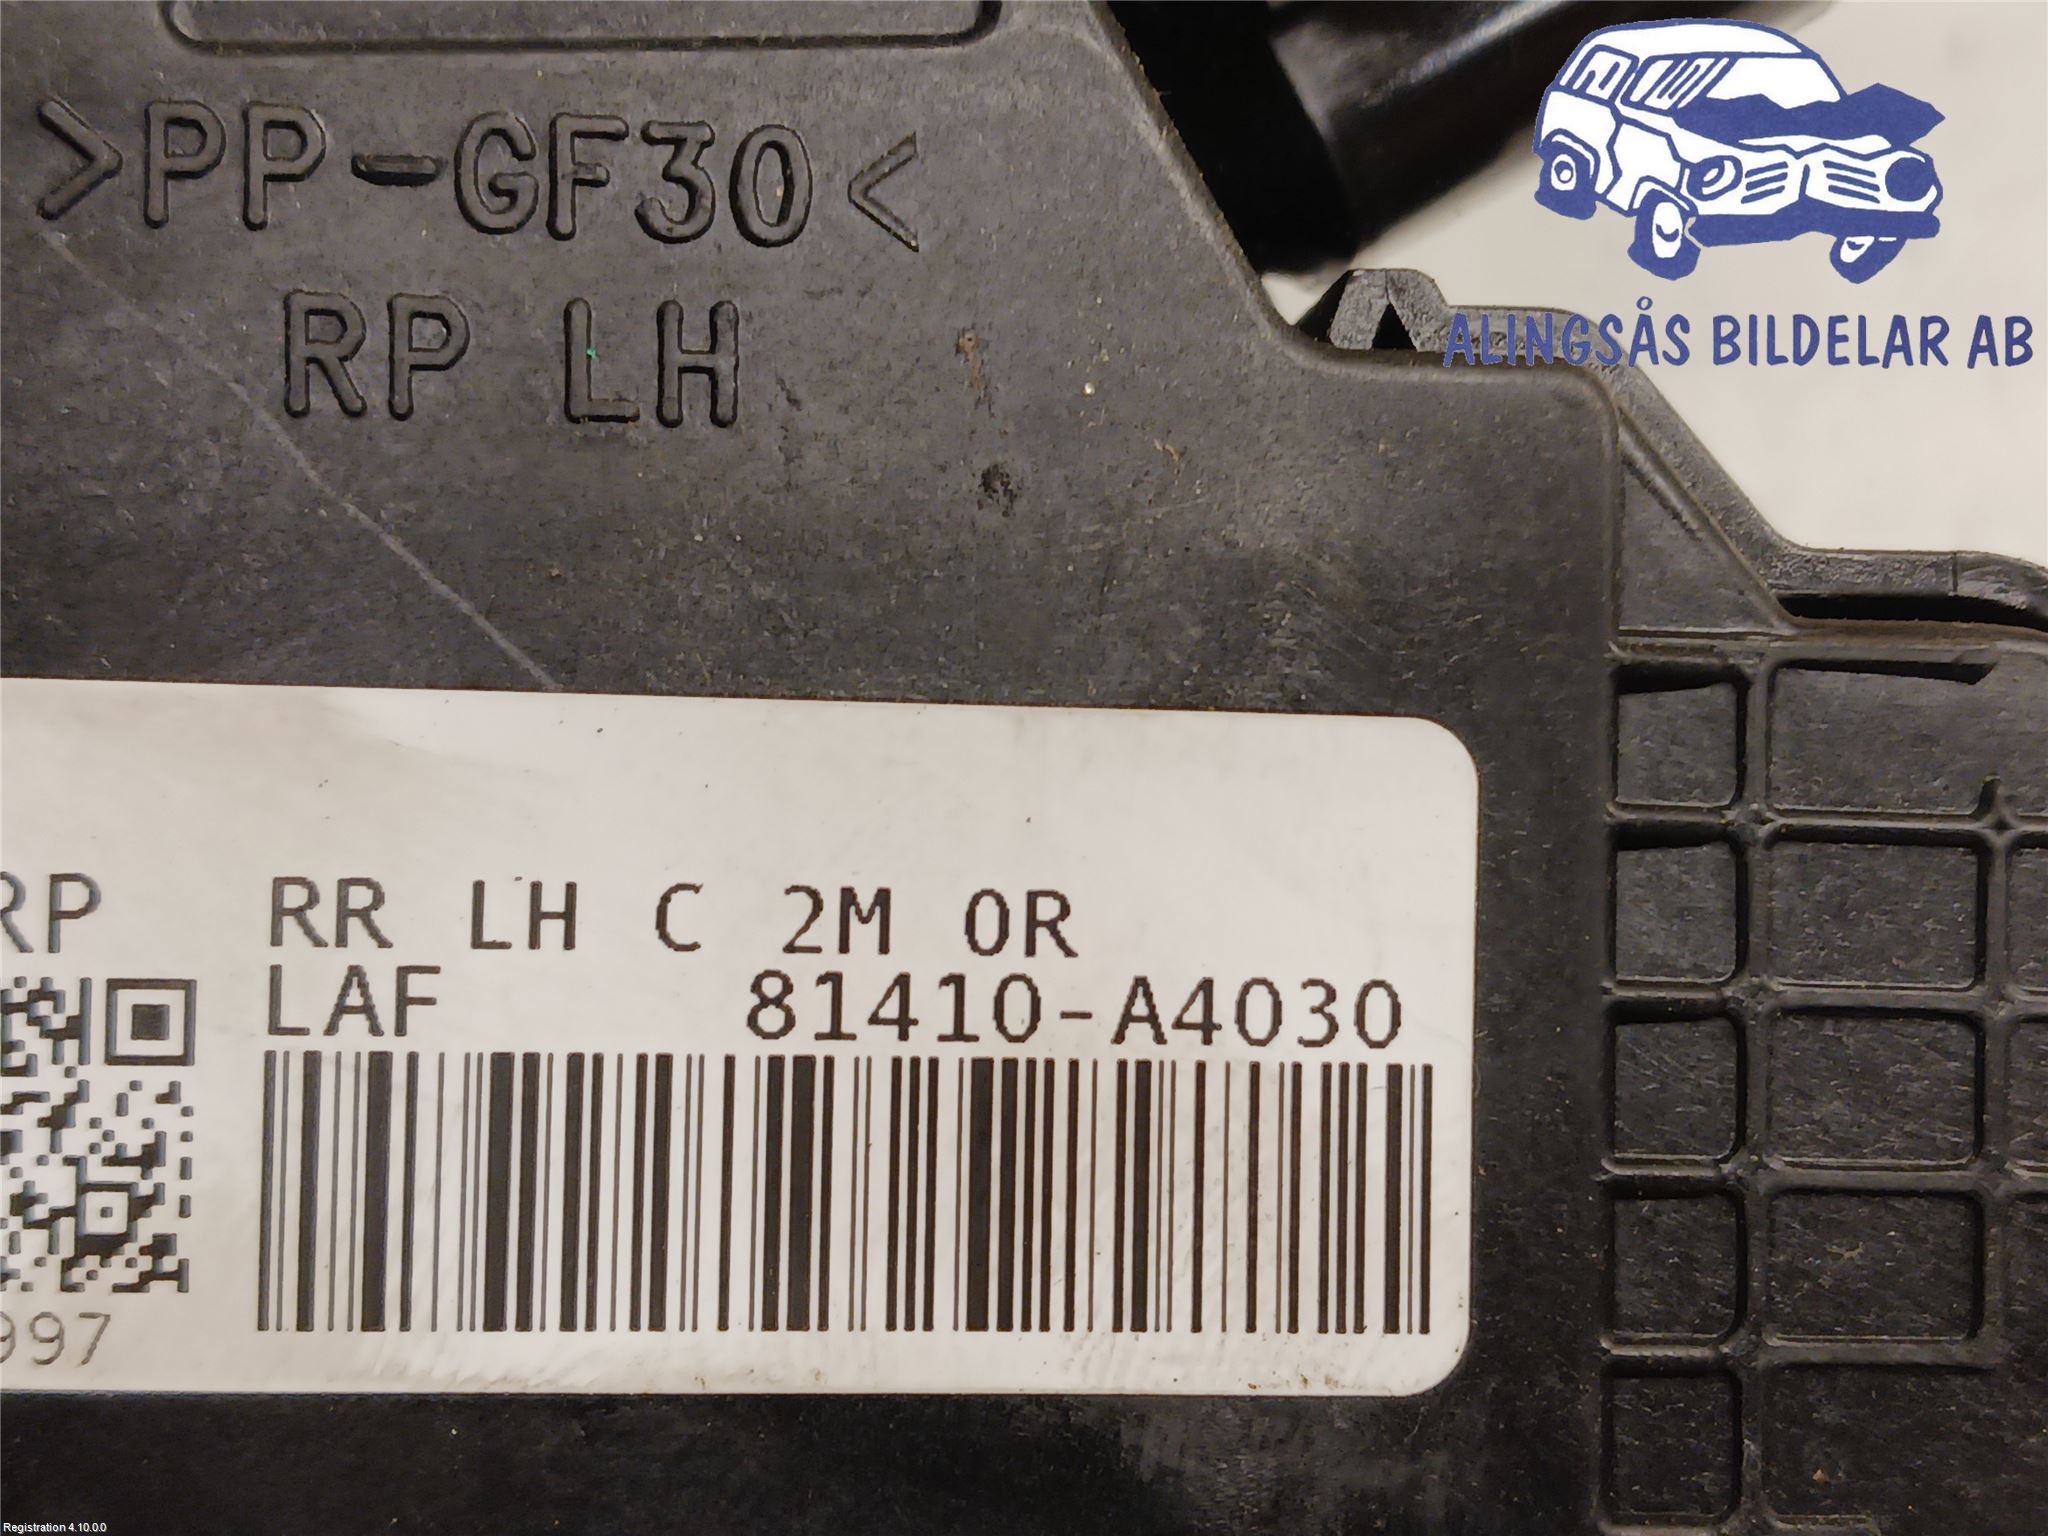 >PP-GF30<
RP LH
ALINGSÅS BILDELAR AB
RP
RR LH C 2M 0R
LAF 81410-A4030
997
Registration 4.10.0.0